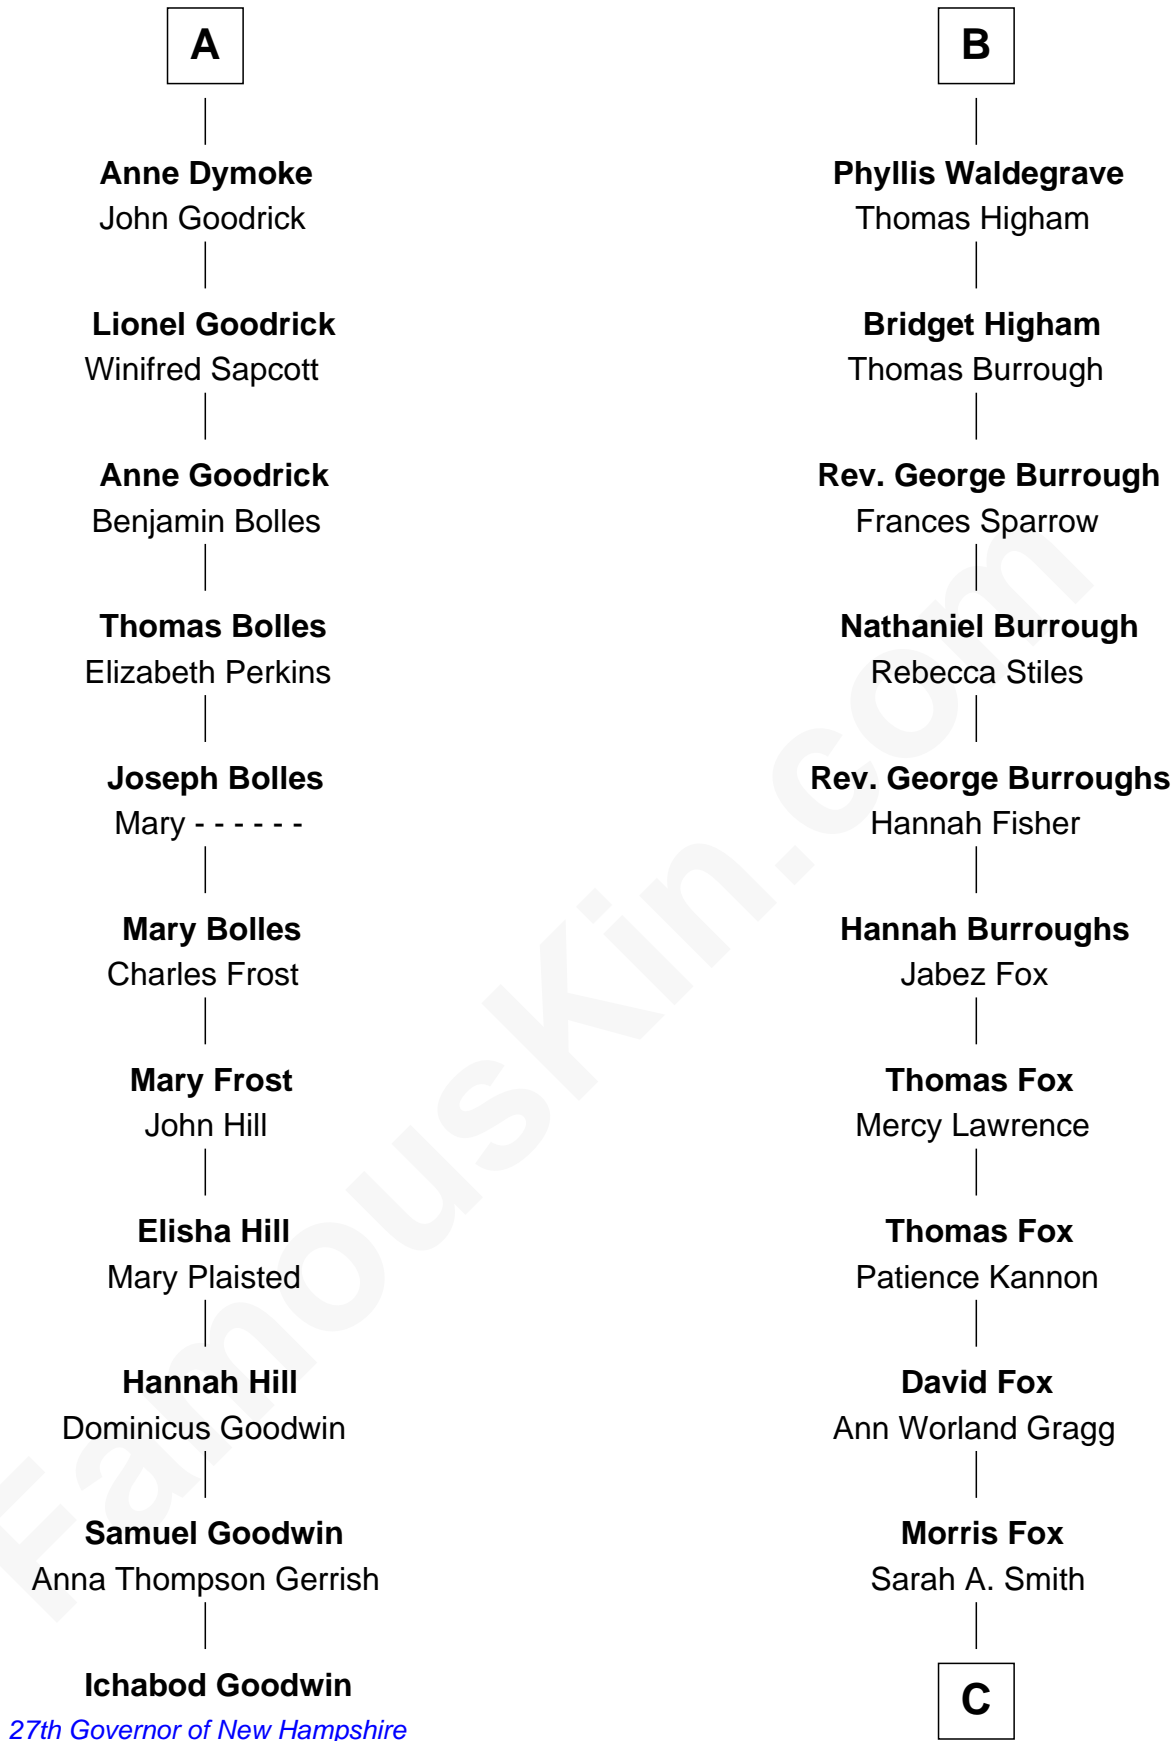 A
Anne Dymoke
John Goodrick
Lionel Goodrick
Winifred Sapcott
Anne Goodrick
Benjamin Bolles
Thomas Bolles
Elizabeth Perkins
Joseph Bolles
Mary - - - - - -
Mary Bolles
Charles Frost
Mary Frost
John Hill
Elisha Hill
Mary Plaisted
Hannah Hill
Dominicus Goodwin
Samuel Goodwin
Anna Thompson Gerrish
Ichabod Goodwin
27th Governor of New Hampshire
B
Phyllis Waldegrave
Thomas Higham
Bridget Higham
Thomas Burrough
Rev. George Burrough
Frances Sparrow
Nathaniel Burrough
Rebecca Stiles
Rev. George Burroughs
Hannah Fisher
Hannah Burroughs
Jabez Fox
Thomas Fox
Mercy Lawrence
Thomas Fox
Patience Kannon
David Fox
Ann Worland Gragg
Morris Fox
Sarah A. Smith
C
FamousKin.com